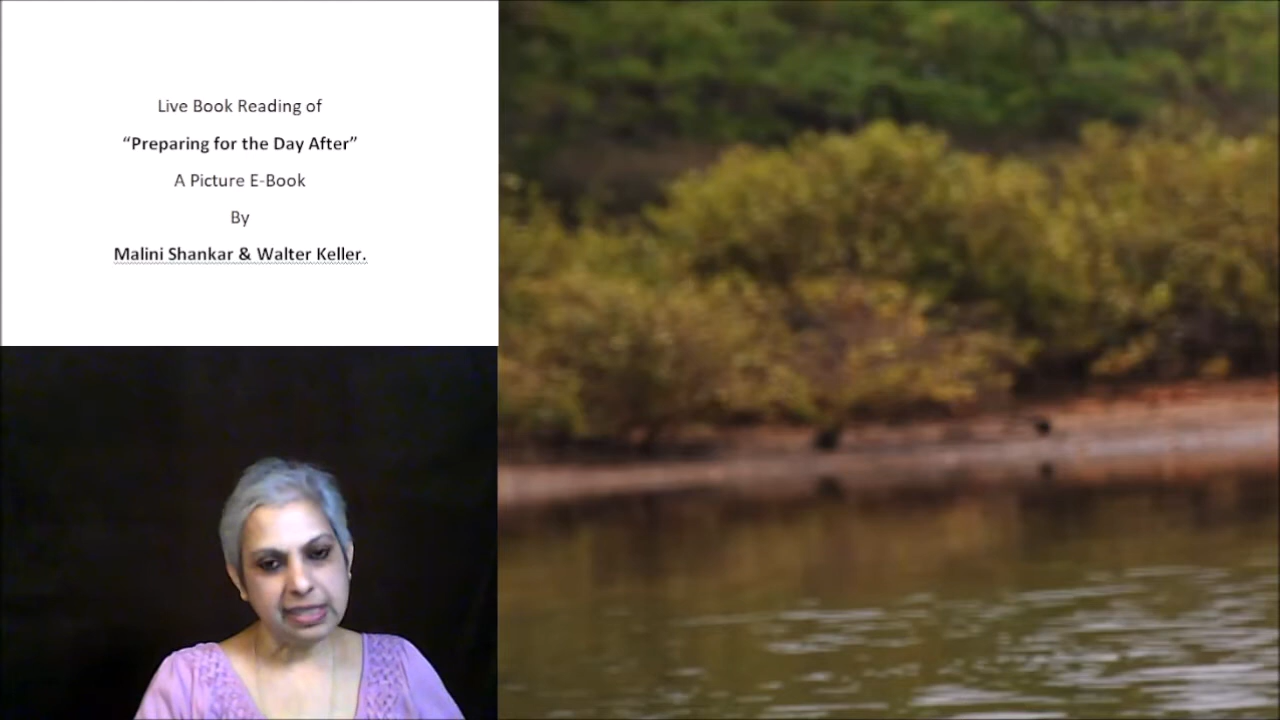 Live Book Reading of
“Preparing for the Day After”
A Picture E-Book
By
Malini Shankar & Walter Keller.